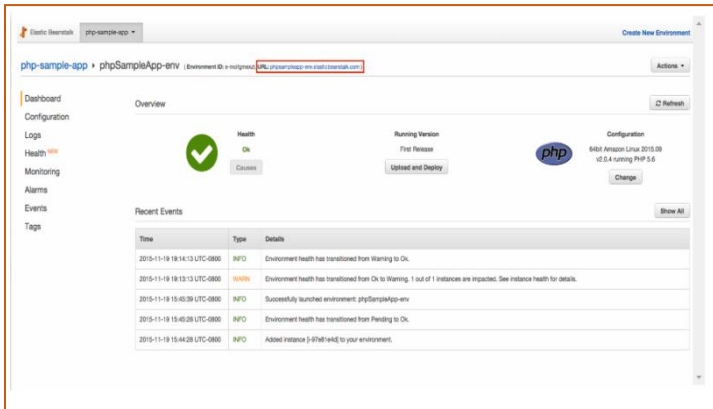 Elastic Beanstalk
php-sample-app
Create New Environment
php-sample-app › phpSampleApp-env ( Environment ID: URL: phpsampleapp-env.elasticbeanstalk.com )
Actions
Dashboard
Configuration
Logs
Health NEW
Monitoring
Alarms
Events
Tags
Overview
Refresh
Health
Ok
Causes
Running Version
First Release
Upload and Deploy
php
Configuration
64bit Amazon Linux 2015.09
v2.0.4 running PHP 5.6
Change
Recent Events
Show All
Time Type Details
2015-11-19 19:14:13 UTC-0800 INFO Environment health has transitioned from Warning to Ok.
2015-11-19 19:13:13 UTC-0800 WARN Environment health has transitioned from Ok to Warning. 1 out of 1 instances are impacted. See instance health for details.
2015-11-19 15:45:39 UTC-0800 INFO Successfully launched environment: phpSampleApp-env
2015-11-19 15:45:28 UTC-0800 INFO Environment health has transitioned from Pending to Ok.
2015-11-19 15:44:28 UTC-0800 INFO Added instance [i-97e81e4d] to your environment.